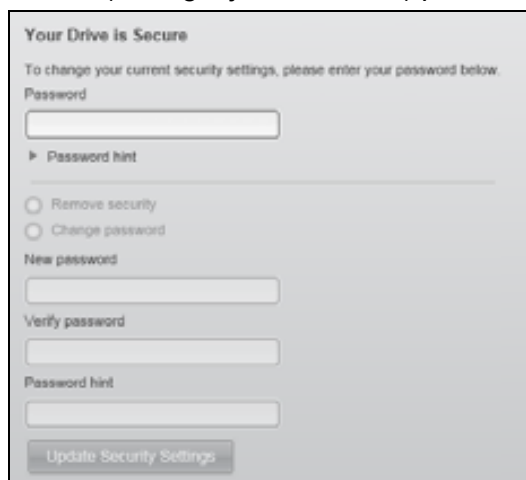 Your Drive is Secure
To change your current security settings, please enter your password below.
Password
Password hint
Remove security
Change password
New password
Verify password
Password hint
Update Security Settings